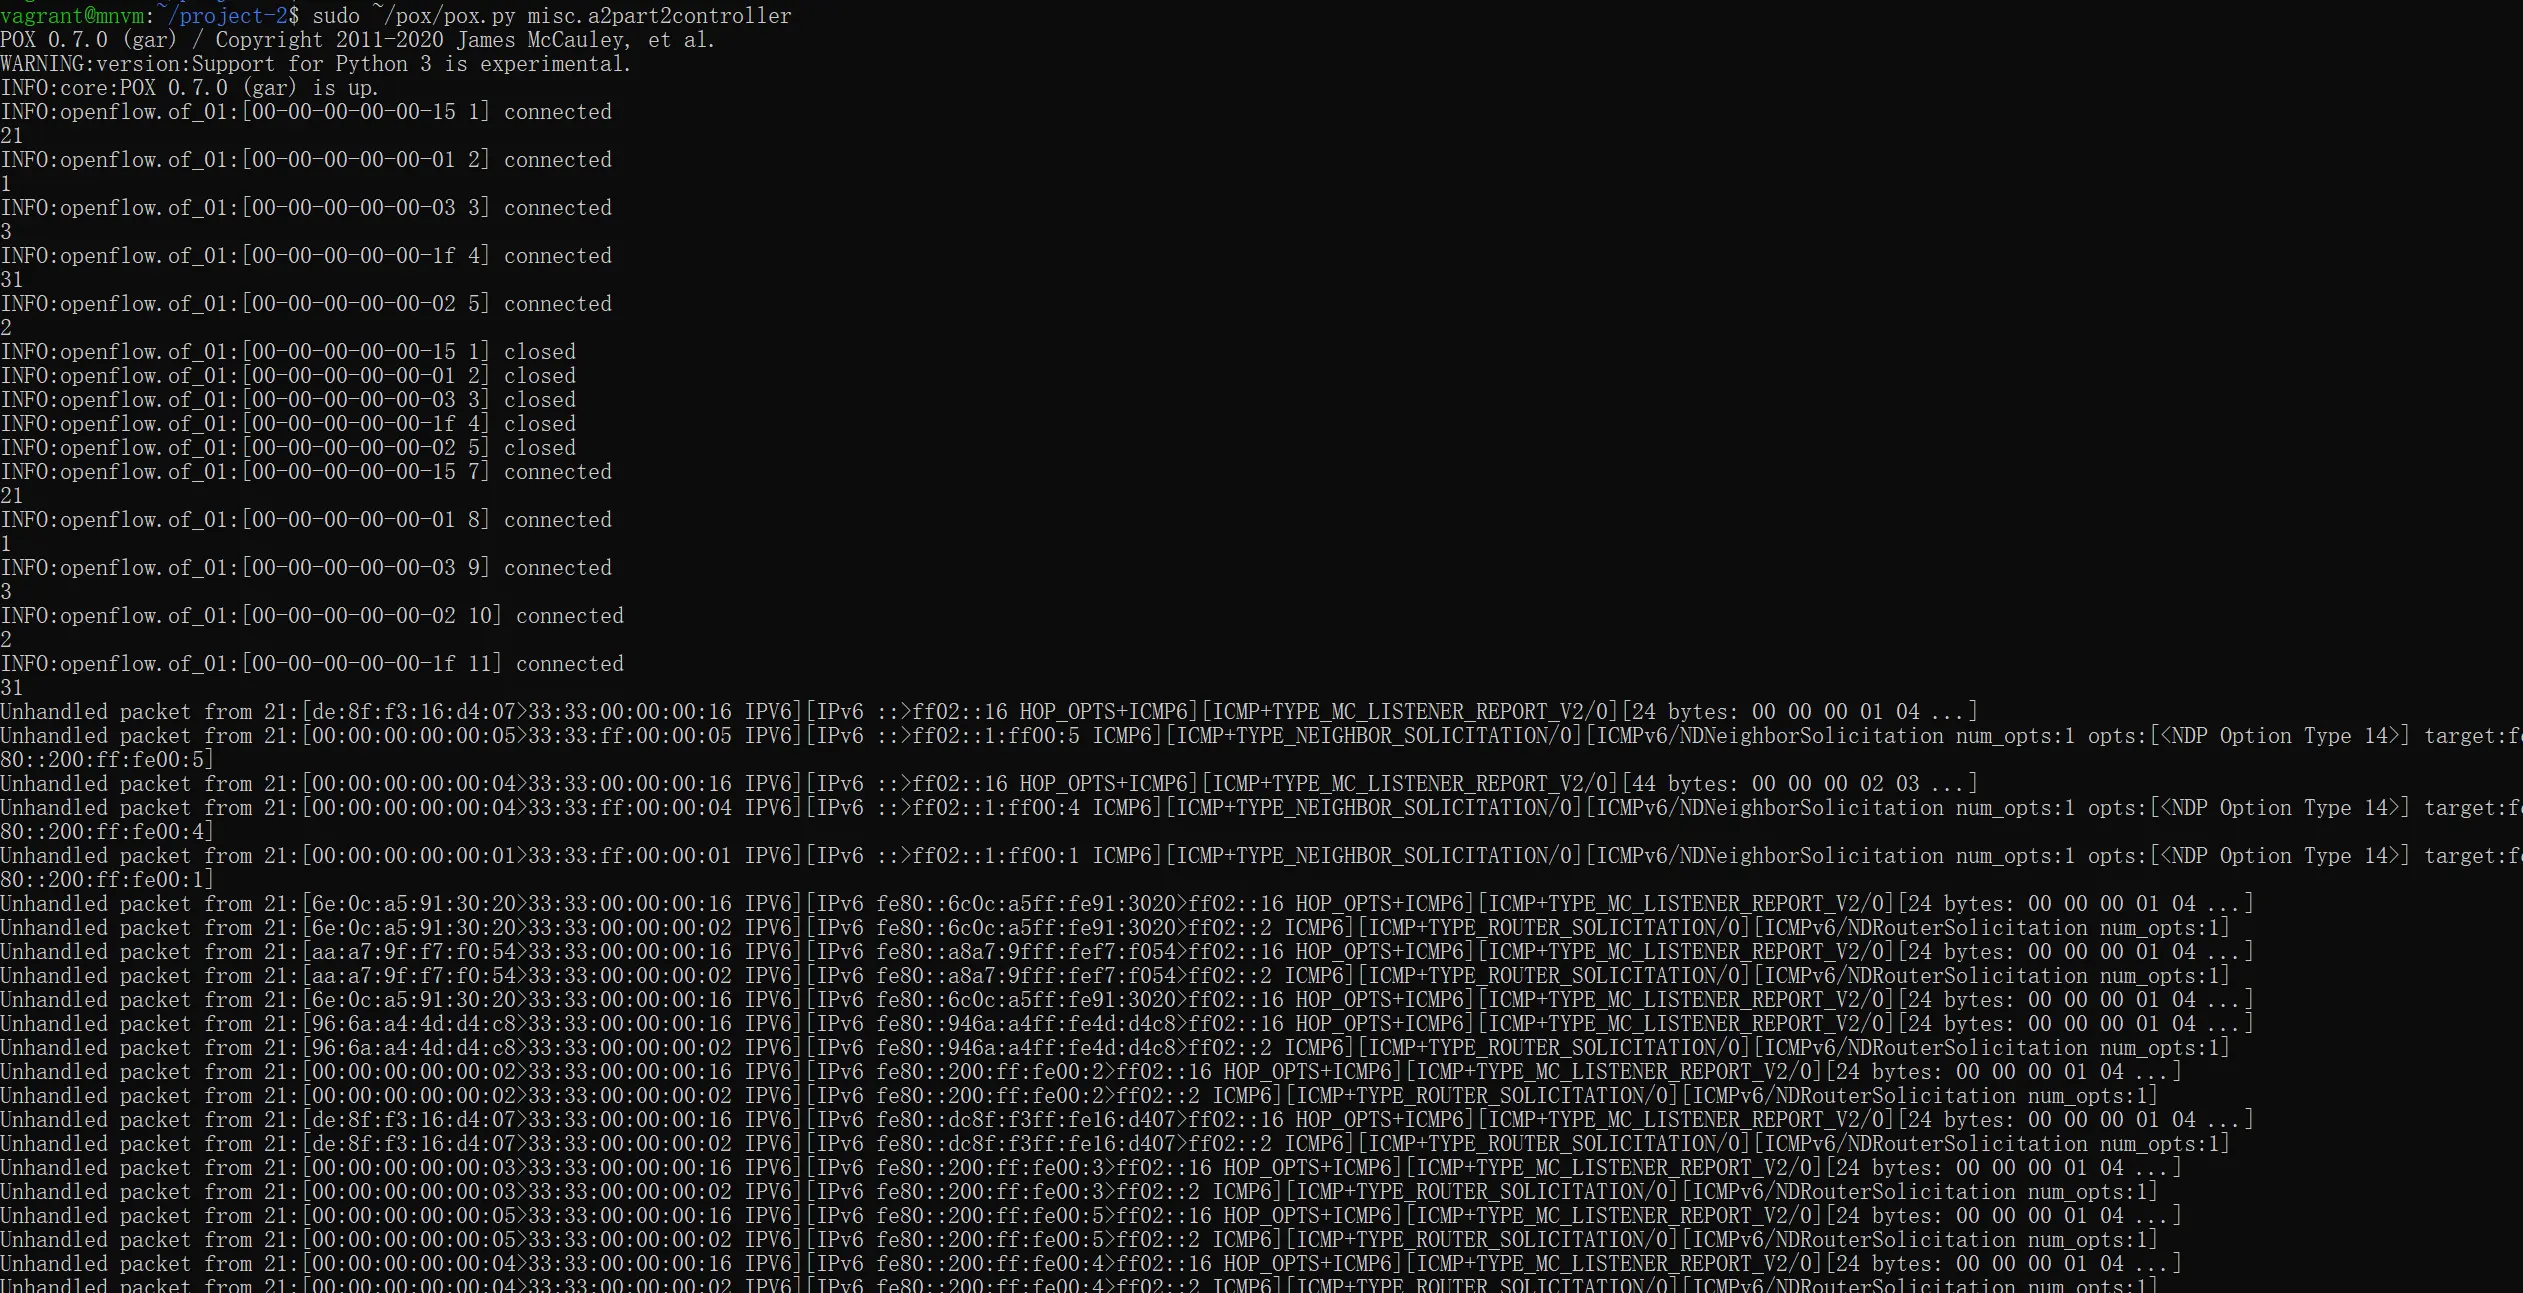 vagrant@mnvm:~/project-2$ sudo ~/pox/pox.py misc.a2part2controller
POX 0.7.0 (gar) / Copyright 2011-2020 James McCauley, et al.
WARNING:version:Support for Python 3 is experimental.
INFO:core:POX 0.7.0 (gar) is up.
INFO:openflow.of_01:[00-00-00-00-00-15 1] connected
21
INFO:openflow.of_01:[00-00-00-00-00-01 2] connected
1
INFO:openflow.of_01:[00-00-00-00-00-03 3] connected
3
INFO:openflow.of_01:[00-00-00-00-00-1f 4] connected
31
INFO:openflow.of_01:[00-00-00-00-00-02 5] connected
2
INFO:openflow.of_01:[00-00-00-00-00-15 1] closed
INFO:openflow.of_01:[00-00-00-00-00-01 2] closed
INFO:openflow.of_01:[00-00-00-00-00-03 3] closed
INFO:openflow.of_01:[00-00-00-00-00-1f 4] closed
INFO:openflow.of_01:[00-00-00-00-00-02 5] closed
INFO:openflow.of_01:[00-00-00-00-00-15 7] connected
21
INFO:openflow.of_01:[00-00-00-00-00-01 8] connected
1
INFO:openflow.of_01:[00-00-00-00-00-03 9] connected
3
INFO:openflow.of_01:[00-00-00-00-00-02 10] connected
2
INFO:openflow.of_01:[00-00-00-00-00-1f 11] connected
31
Unhandled packet from 21:[de:8f:f3:16:d4:07>33:33:00:00:00:16 IPV6][IPv6 ::>ff02::16 HOP_OPTS+ICMP6][ICMP+TYPE_MC_LISTENER_REPORT_V2/0][24 bytes: 00 00 00 01 04 ...]
Unhandled packet from 21:[00:00:00:00:00:05>33:33:ff:00:00:05 IPV6][IPv6 ::>ff02::1:ff00:5 ICMP6][ICMP+TYPE_NEIGHBOR_SOLICITATION/0][ICMPv6/NDNeighborSolicitation num_opts:1 opts:[<NDP Option Type 14>] target:fe
80::200:ff:fe00:5]
Unhandled packet from 21:[00:00:00:00:00:04>33:33:00:00:00:16 IPV6][IPv6 ::>ff02::16 HOP_OPTS+ICMP6][ICMP+TYPE_MC_LISTENER_REPORT_V2/0][44 bytes: 00 00 00 02 03 ...]
Unhandled packet from 21:[00:00:00:00:00:04>33:33:ff:00:00:04 IPV6][IPv6 ::>ff02::1:ff00:4 ICMP6][ICMP+TYPE_NEIGHBOR_SOLICITATION/0][ICMPv6/NDNeighborSolicitation num_opts:1 opts:[<NDP Option Type 14>] target:fe
80::200:ff:fe00:4]
Unhandled packet from 21:[00:00:00:00:00:01>33:33:ff:00:00:01 IPV6][IPv6 ::>ff02::1:ff00:1 ICMP6][ICMP+TYPE_NEIGHBOR_SOLICITATION/0][ICMPv6/NDNeighborSolicitation num_opts:1 opts:[<NDP Option Type 14>] target:fe
80::200:ff:fe00:1]
Unhandled packet from 21:[6e:0c:a5:91:30:20>33:33:00:00:00:16 IPV6][IPv6 fe80::6c0c:a5ff:fe91:3020>ff02::16 HOP_OPTS+ICMP6][ICMP+TYPE_MC_LISTENER_REPORT_V2/0][24 bytes: 00 00 00 01 04 ...]
Unhandled packet from 21:[6e:0c:a5:91:30:20>33:33:00:00:00:02 IPV6][IPv6 fe80::6c0c:a5ff:fe91:3020>ff02::2 ICMP6][ICMP+TYPE_ROUTER_SOLICITATION/0][ICMPv6/NDRouterSolicitation num_opts:1]
Unhandled packet from 21:[aa:a7:9f:f7:f0:54>33:33:00:00:00:16 IPV6][IPv6 fe80::a8a7:9fff:fef7:f054>ff02::16 HOP_OPTS+ICMP6][ICMP+TYPE_MC_LISTENER_REPORT_V2/0][24 bytes: 00 00 00 01 04 ...]
Unhandled packet from 21:[aa:a7:9f:f7:f0:54>33:33:00:00:00:02 IPV6][IPv6 fe80::a8a7:9fff:fef7:f054>ff02::2 ICMP6][ICMP+TYPE_ROUTER_SOLICITATION/0][ICMPv6/NDRouterSolicitation num_opts:1]
Unhandled packet from 21:[6e:0c:a5:91:30:20>33:33:00:00:00:16 IPV6][IPv6 fe80::6c0c:a5ff:fe91:3020>ff02::16 HOP_OPTS+ICMP6][ICMP+TYPE_MC_LISTENER_REPORT_V2/0][24 bytes: 00 00 00 01 04 ...]
Unhandled packet from 21:[96:6a:a4:4d:d4:c8>33:33:00:00:00:16 IPV6][IPv6 fe80::946a:a4ff:fe4d:d4c8>ff02::16 HOP_OPTS+ICMP6][ICMP+TYPE_MC_LISTENER_REPORT_V2/0][24 bytes: 00 00 00 01 04 ...]
Unhandled packet from 21:[96:6a:a4:4d:d4:c8>33:33:00:00:00:02 IPV6][IPv6 fe80::946a:a4ff:fe4d:d4c8>ff02::2 ICMP6][ICMP+TYPE_ROUTER_SOLICITATION/0][ICMPv6/NDRouterSolicitation num_opts:1]
Unhandled packet from 21:[00:00:00:00:00:02>33:33:00:00:00:16 IPV6][IPv6 fe80::200:ff:fe00:2>ff02::16 HOP_OPTS+ICMP6][ICMP+TYPE_MC_LISTENER_REPORT_V2/0][24 bytes: 00 00 00 01 04 ...]
Unhandled packet from 21:[00:00:00:00:00:02>33:33:00:00:00:02 IPV6][IPv6 fe80::200:ff:fe00:2>ff02::2 ICMP6][ICMP+TYPE_ROUTER_SOLICITATION/0][ICMPv6/NDRouterSolicitation num_opts:1]
Unhandled packet from 21:[de:8f:f3:16:d4:07>33:33:00:00:00:16 IPV6][IPv6 fe80::dc8f:f3ff:fe16:d407>ff02::16 HOP_OPTS+ICMP6][ICMP+TYPE_MC_LISTENER_REPORT_V2/0][24 bytes: 00 00 00 01 04 ...]
Unhandled packet from 21:[de:8f:f3:16:d4:07>33:33:00:00:00:02 IPV6][IPv6 fe80::dc8f:f3ff:fe16:d407>ff02::2 ICMP6][ICMP+TYPE_ROUTER_SOLICITATION/0][ICMPv6/NDRouterSolicitation num_opts:1]
Unhandled packet from 21:[00:00:00:00:00:03>33:33:00:00:00:16 IPV6][IPv6 fe80::200:ff:fe00:3>ff02::16 HOP_OPTS+ICMP6][ICMP+TYPE_MC_LISTENER_REPORT_V2/0][24 bytes: 00 00 00 01 04 ...]
Unhandled packet from 21:[00:00:00:00:00:03>33:33:00:00:00:02 IPV6][IPv6 fe80::200:ff:fe00:3>ff02::2 ICMP6][ICMP+TYPE_ROUTER_SOLICITATION/0][ICMPv6/NDRouterSolicitation num_opts:1]
Unhandled packet from 21:[00:00:00:00:00:05>33:33:00:00:00:16 IPV6][IPv6 fe80::200:ff:fe00:5>ff02::16 HOP_OPTS+ICMP6][ICMP+TYPE_MC_LISTENER_REPORT_V2/0][24 bytes: 00 00 00 01 04 ...]
Unhandled packet from 21:[00:00:00:00:00:05>33:33:00:00:00:02 IPV6][IPv6 fe80::200:ff:fe00:5>ff02::2 ICMP6][ICMP+TYPE_ROUTER_SOLICITATION/0][ICMPv6/NDRouterSolicitation num_opts:1]
Unhandled packet from 21:[00:00:00:00:00:04>33:33:00:00:00:16 IPV6][IPv6 fe80::200:ff:fe00:4>ff02::16 HOP_OPTS+ICMP6][ICMP+TYPE_MC_LISTENER_REPORT_V2/0][24 bytes: 00 00 00 01 04 ...]
Unhandled packet from 21:[00:00:00:00:00:04>33:33:00:00:00:02 IPV6][IPv6 fe80::200:ff:fe00:4>ff02::2 ICMP6][ICMP+TYPE_ROUTER_SOLICITATION/0][ICMPv6/NDRouterSolicitation num_opts:1]